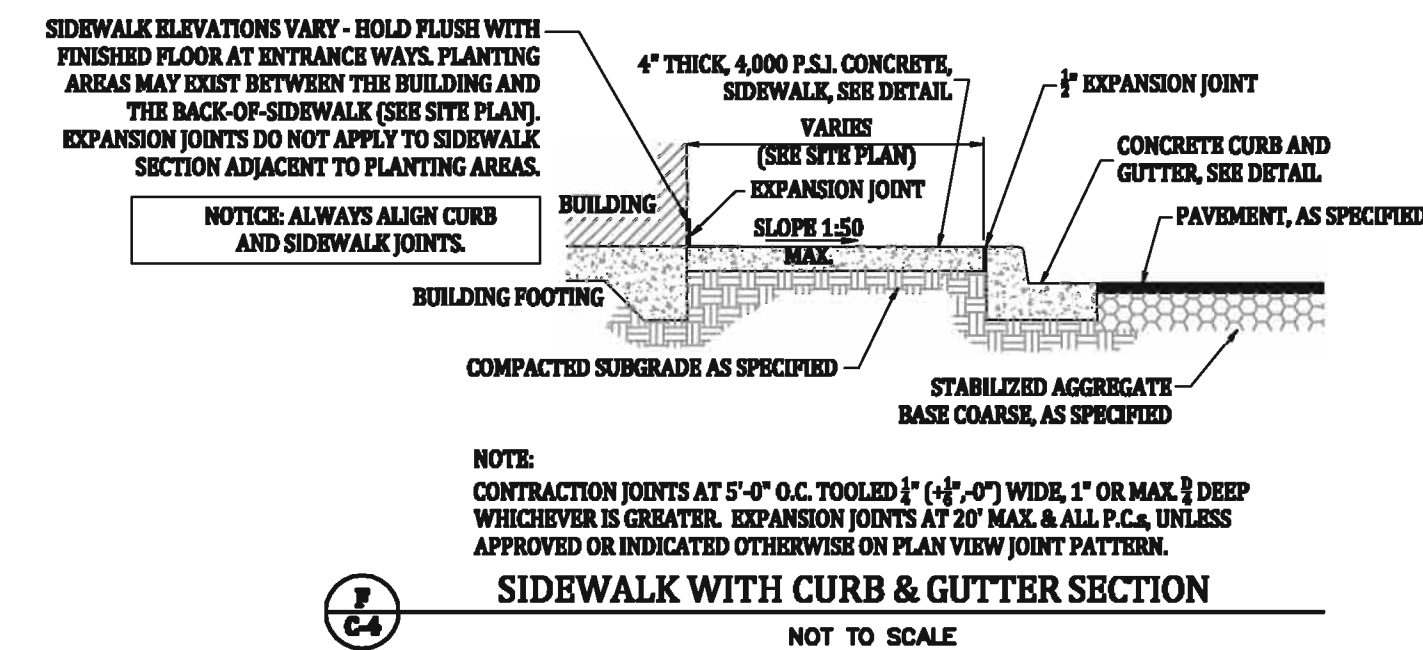 SIDEWALK ELEVATIONS VARY - HOLD FLUSH WITH
FINISHED FLOOR AT ENTRANCE WAYS. PLANTING
AREAS MAY EXIST BETWEEN THE BUILDING AND
THE BACK-OF-SIDEWALK (SEE SITE PLAN).
EXPANSION JOINTS DO NOT APPLY TO SIDEWALK
SECTION ADJACENT TO PLANTING AREAS.
NOTICE: ALWAYS ALIGN CURB
AND SIDEWALK JOINTS.
4" THICK, 4,000 P.S.I. CONCRETE,
SIDEWALK, SEE DETAIL
VARIES
(SEE SITE PLAN)
1/2" EXPANSION JOINT
CONCRETE CURB AND
GUTTER, SEE DETAIL
PAVEMENT, AS SPECIFIED
BUILDING
EXPANSION JOINT
SLOPE 1:50
MAX.
BUILDING FOOTING
COMPACTED SUBGRADE AS SPECIFIED
STABILIZED AGGREGATE
BASE COARSE, AS SPECIFIED
NOTE:
CONTRACTION JOINTS AT 5'-0" O.C. TOOLED 1/4" (+1/8",-0") WIDE, 1" OR MAX. D/4 DEEP
WHICHEVER IS GREATER. EXPANSION JOINTS AT 20' MAX. & ALL P.C.s, UNLESS
APPROVED OR INDICATED OTHERWISE ON PLAN VIEW JOINT PATTERN.
F
C-4
SIDEWALK WITH CURB & GUTTER SECTION
NOT TO SCALE